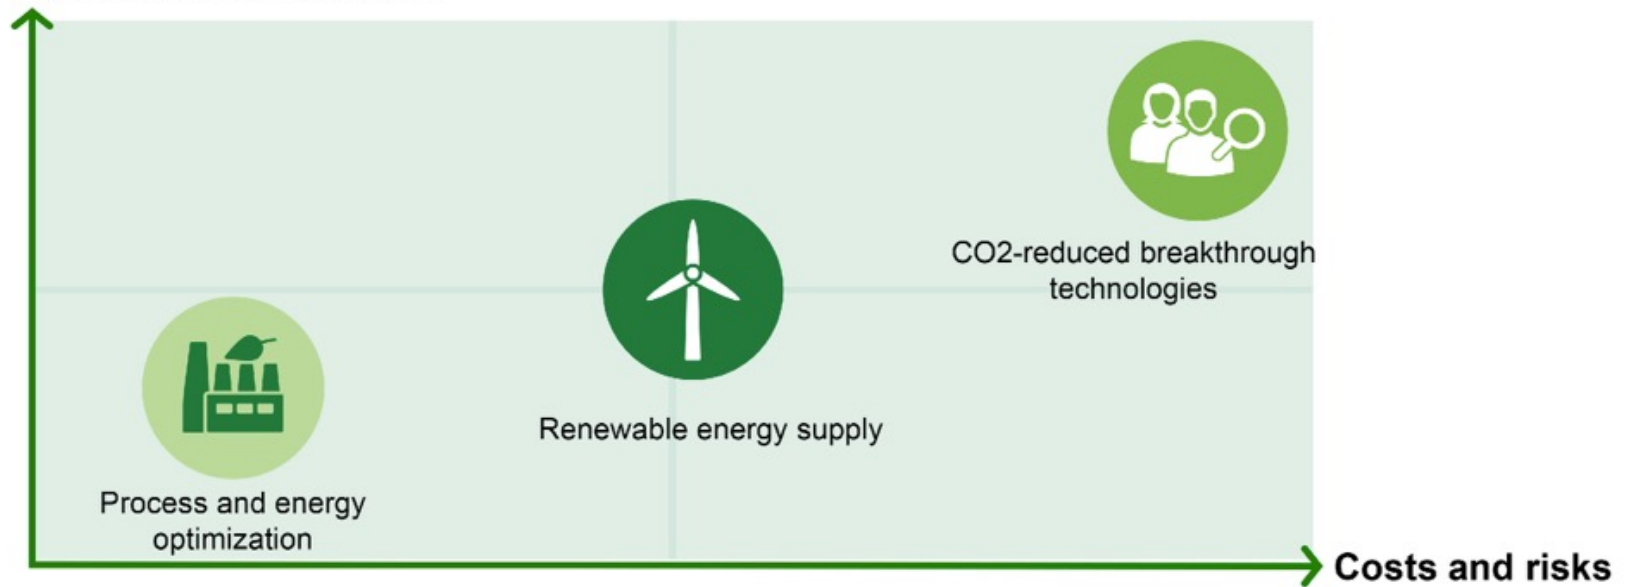 CO2-reduced breakthrough
technologies
Renewable energy supply
Process and energy
optimization
Costs and risks